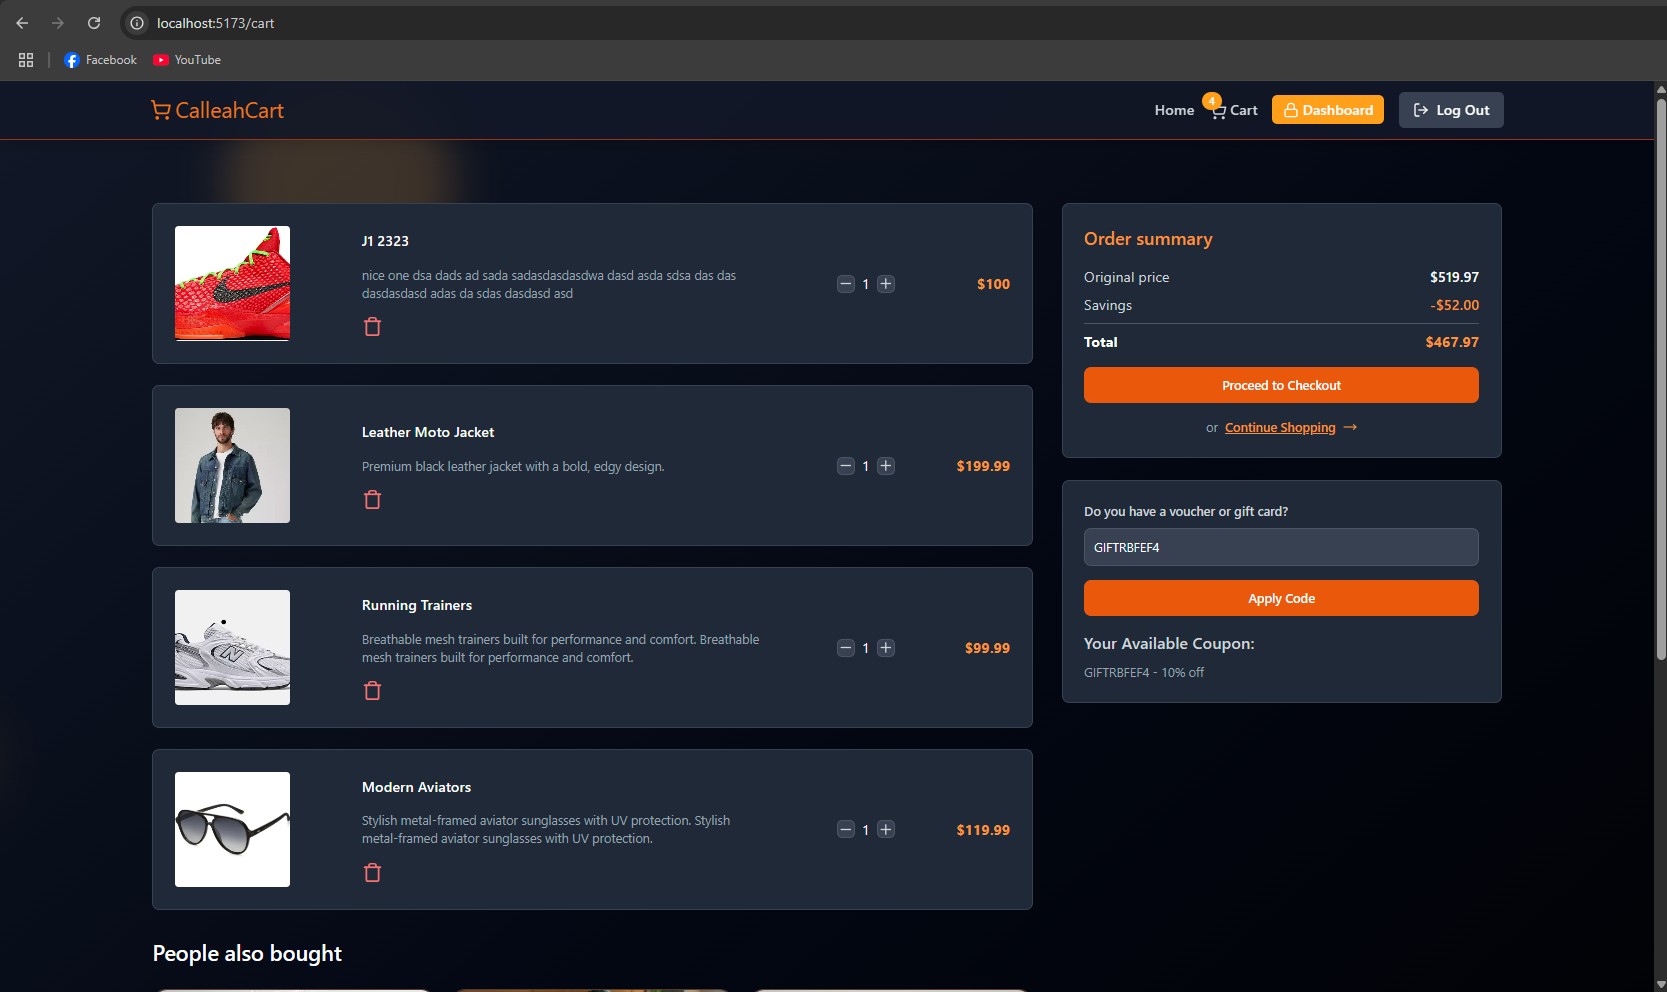 localhost:5173/cart
Facebook
YouTube
CalleahCart
Home
4
Cart
Dashboard
Log Out
J1 2323
nice one dsa dads ad sada sadasdasdasdwa dasd asda sdsa das das
dasdasdasd adas da sdas dasdasd asd
1
$100
Leather Moto Jacket
Premium black leather jacket with a bold, edgy design.
1
$199.99
Running Trainers
Breathable mesh trainers built for performance and comfort. Breathable
mesh trainers built for performance and comfort.
1
$99.99
Modern Aviators
Stylish metal-framed aviator sunglasses with UV protection. Stylish
metal-framed aviator sunglasses with UV protection.
1
$119.99
People also bought
Order summary
Original price $519.97
Savings -$52.00
Total $467.97
Proceed to Checkout
or Continue Shopping →
Do you have a voucher or gift card?
GIFTRBFEF4
Apply Code
Your Available Coupon:
GIFTRBFEF4 - 10% off